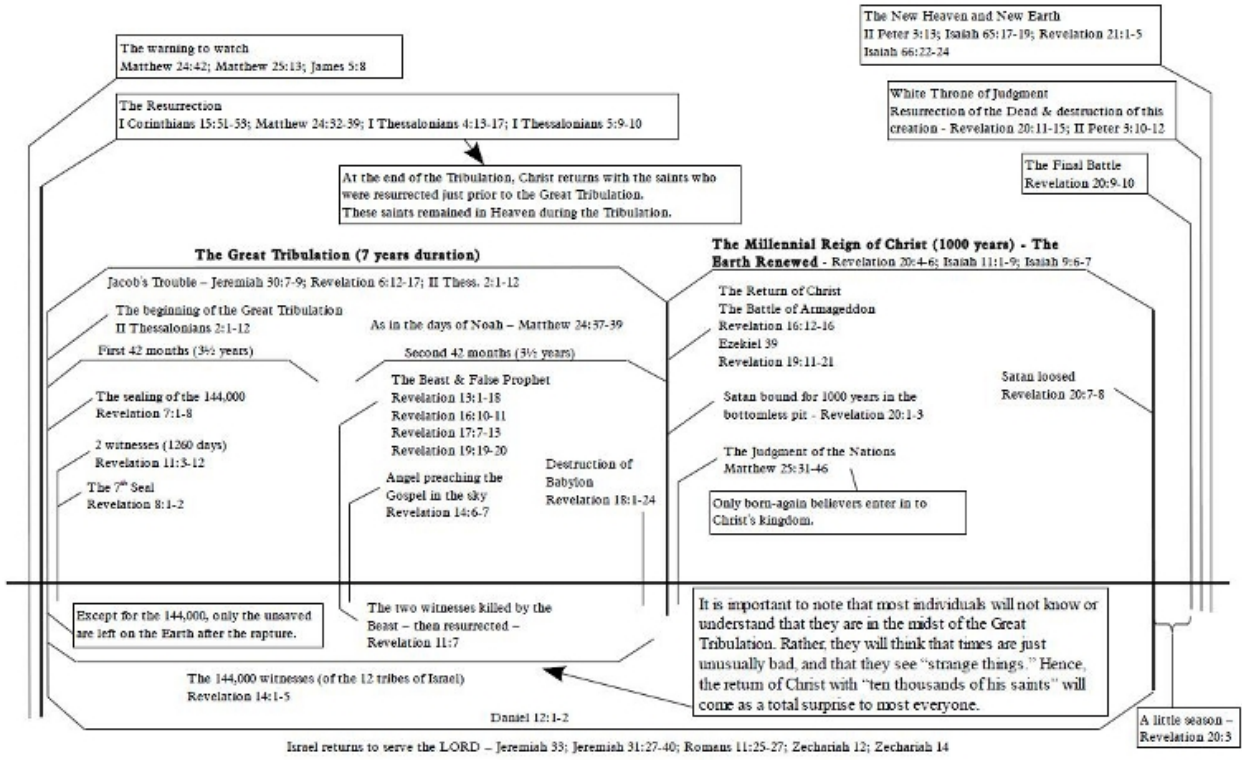 The New Heaven and New Earth
II Peter 3:13; Isaiah 65:17-19; Revelation 21:1-5
Isaiah 66:22-24
The warning to watch
Matthew 24:42; Matthew 25:13; James 5:8
White Throne of Judgment
Resurrection of the Dead & destruction of this
creation - Revelation 20:11-15; II Peter 3:10-12
The Resurrection
I Corinthians 15:51-53; Matthew 24:32-39; I Thessalonians 4:13-17; I Thessalonians 5:9-10
The Final Battle
Revelation 20:9-10
At the end of the Tribulation, Christ returns with the saints who
were resurrected just prior to the Great Tribulation.
These saints remained in Heaven during the Tribulation.
The Great Tribulation (7 years duration)
Jacob's Trouble – Jeremiah 30:7-9; Revelation 6:12-17; II Thess. 2:1-12
The beginning of the Great Tribulation
II Thessalonians 2:1-12
As in the days of Noah – Matthew 24:37-39
First 42 months (3½ years)
Second 42 months (3½ years)
The sealing of the 144,000
Revelation 7:1-8
2 witnesses (1260 days)
Revelation 11:3-12
The 7th Seal
Revelation 8:1-2
The Beast & False Prophet
Revelation 13:1-18
Revelation 16:10-11
Revelation 17:7-13
Revelation 19:19-20
Angel preaching the
Gospel in the sky
Revelation 14:6-7
Destruction of
Babylon
Revelation 18:1-24
The Millennial Reign of Christ (1000 years) - The
Earth Renewed - Revelation 20:4-6; Isaiah 11:1-9; Isaiah 9:6-7
The Return of Christ
The Battle of Armageddon
Revelation 16:12-16
Ezekiel 39
Revelation 19:11-21
Satan bound for 1000 years in the
bottomless pit - Revelation 20:1-3
Satan loosed
Revelation 20:7-8
The Judgment of the Nations
Matthew 25:31-46
Only born-again believers enter in to
Christ's kingdom.
Except for the 144,000, only the unsaved
are left on the Earth after the rapture.
The two witnesses killed by the
Beast – then resurrected –
Revelation 11:7
It is important to note that most individuals will not know or
understand that they are in the midst of the Great
Tribulation. Rather, they will think that times are just
unusually bad, and that they see “strange things.” Hence,
the return of Christ with “ten thousands of his saints” will
come as a total surprise to most everyone.
The 144,000 witnesses (of the 12 tribes of Israel)
Revelation 14:1-5
Daniel 12:1-2
A little season –
Revelation 20:3
Israel returns to serve the LORD – Jeremiah 33; Jeremiah 31:27-40; Romans 11:25-27; Zechariah 12; Zechariah 14